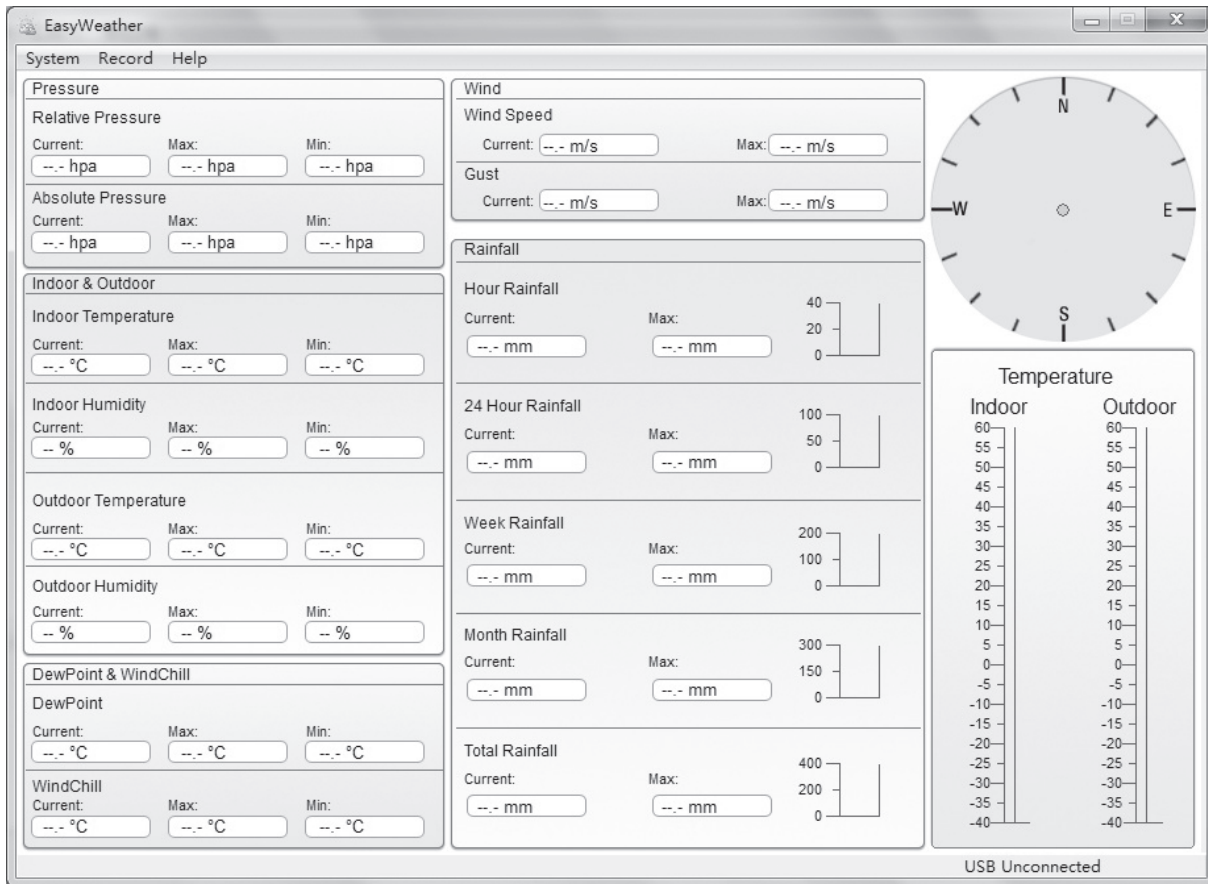 EasyWeather
System Record Help
Pressure
Relative Pressure
Current: Max: Min:
--.- hpa --.- hpa --.- hpa
Absolute Pressure
Current: Max: Min:
--.- hpa --.- hpa --.- hpa
Indoor & Outdoor
Indoor Temperature
Current: Max: Min:
--.- °C --.- °C --.- °C
Indoor Humidity
Current: Max: Min:
-- % -- % -- %
Outdoor Temperature
Current: Max: Min:
--.- °C --.- °C --.- °C
Outdoor Humidity
Current: Max: Min:
-- % -- % -- %
DewPoint & WindChill
DewPoint
Current: Max: Min:
--.- °C --.- °C --.- °C
WindChill
Current: Max: Min:
--.- °C --.- °C --.- °C
Wind
Wind Speed
Current: --.- m/s Max: --.- m/s
Gust
Current: --.- m/s Max: --.- m/s
Rainfall
Hour Rainfall
Current: Max:
--.- mm --.- mm
40
20
0
24 Hour Rainfall
Current: Max:
--.- mm --.- mm
100
50
0
Week Rainfall
Current: Max:
--.- mm --.- mm
200
100
0
Month Rainfall
Current: Max:
--.- mm --.- mm
300
150
0
Total Rainfall
Current: Max:
--.- mm --.- mm
400
200
0
N
W E
S
Temperature
Indoor Outdoor
60 60
55 55
50 50
45 45
40 40
35 35
30 30
25 25
20 20
15 15
10 10
5 5
0 0
-5 -5
-10 -10
-15 -15
-20 -20
-25 -25
-30 -30
-35 -35
-40 -40
USB Unconnected